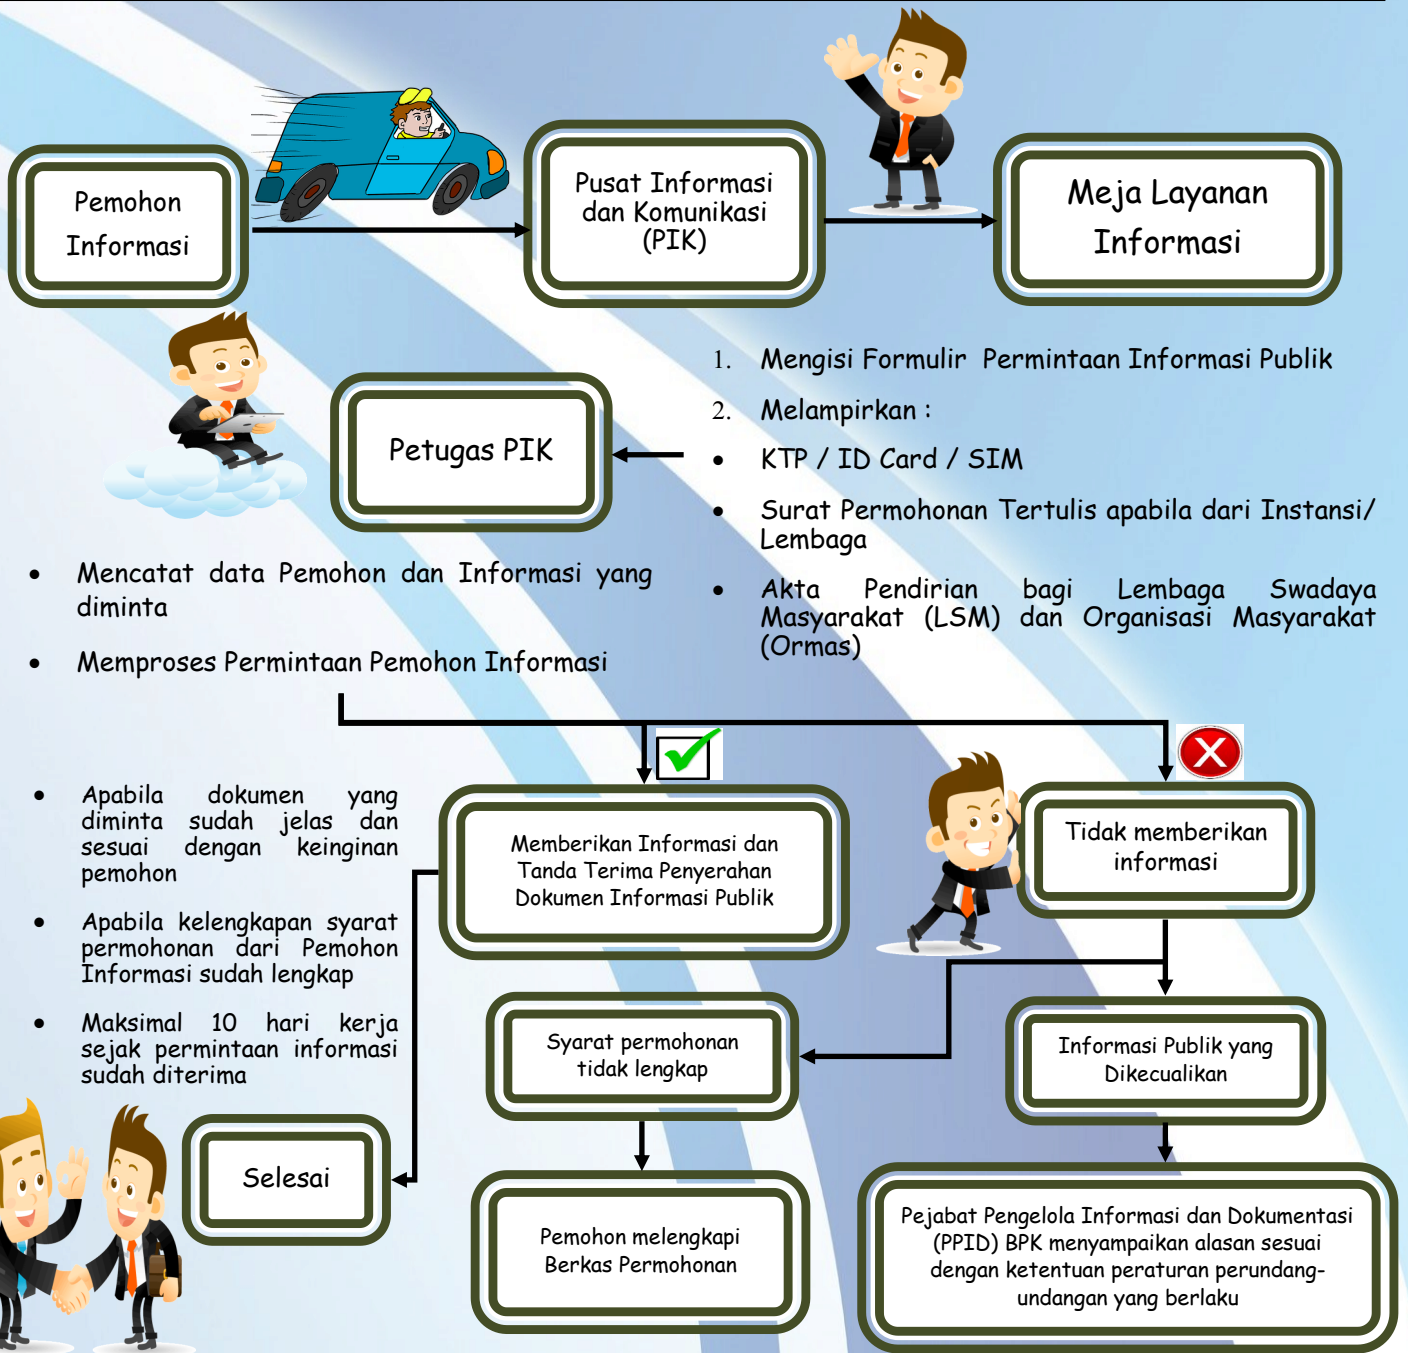 Pemohon
Informasi
Pusat Informasi
dan Komunikasi
(PIK)
Meja Layanan
Informasi
1. Mengisi Formulir Permintaan Informasi Publik
2. Melampirkan :
• KTP / ID Card / SIM
• Surat Permohonan Tertulis apabila dari Instansi/
Lembaga
• Akta Pendirian bagi Lembaga Swadaya
Masyarakat (LSM) dan Organisasi Masyarakat
(Ormas)
Petugas PIK
• Mencatat data Pemohon dan Informasi yang
diminta
• Memproses Permintaan Pemohon Informasi
• Apabila dokumen yang
diminta sudah jelas dan
sesuai dengan keinginan
pemohon
• Apabila kelengkapan syarat
permohonan dari Pemohon
Informasi sudah lengkap
• Maksimal 10 hari kerja
sejak permintaan informasi
sudah diterima
Memberikan Informasi dan
Tanda Terima Penyerahan
Dokumen Informasi Publik
X
Tidak memberikan
informasi
Syarat permohonan
tidak lengkap
Informasi Publik yang
Dikecualikan
Selesai
Pemohon melengkapi
Berkas Permohonan
Pejabat Pengelola Informasi dan Dokumentasi
(PPID) BPK menyampaikan alasan sesuai
dengan ketentuan peraturan perundang-
undangan yang berlaku